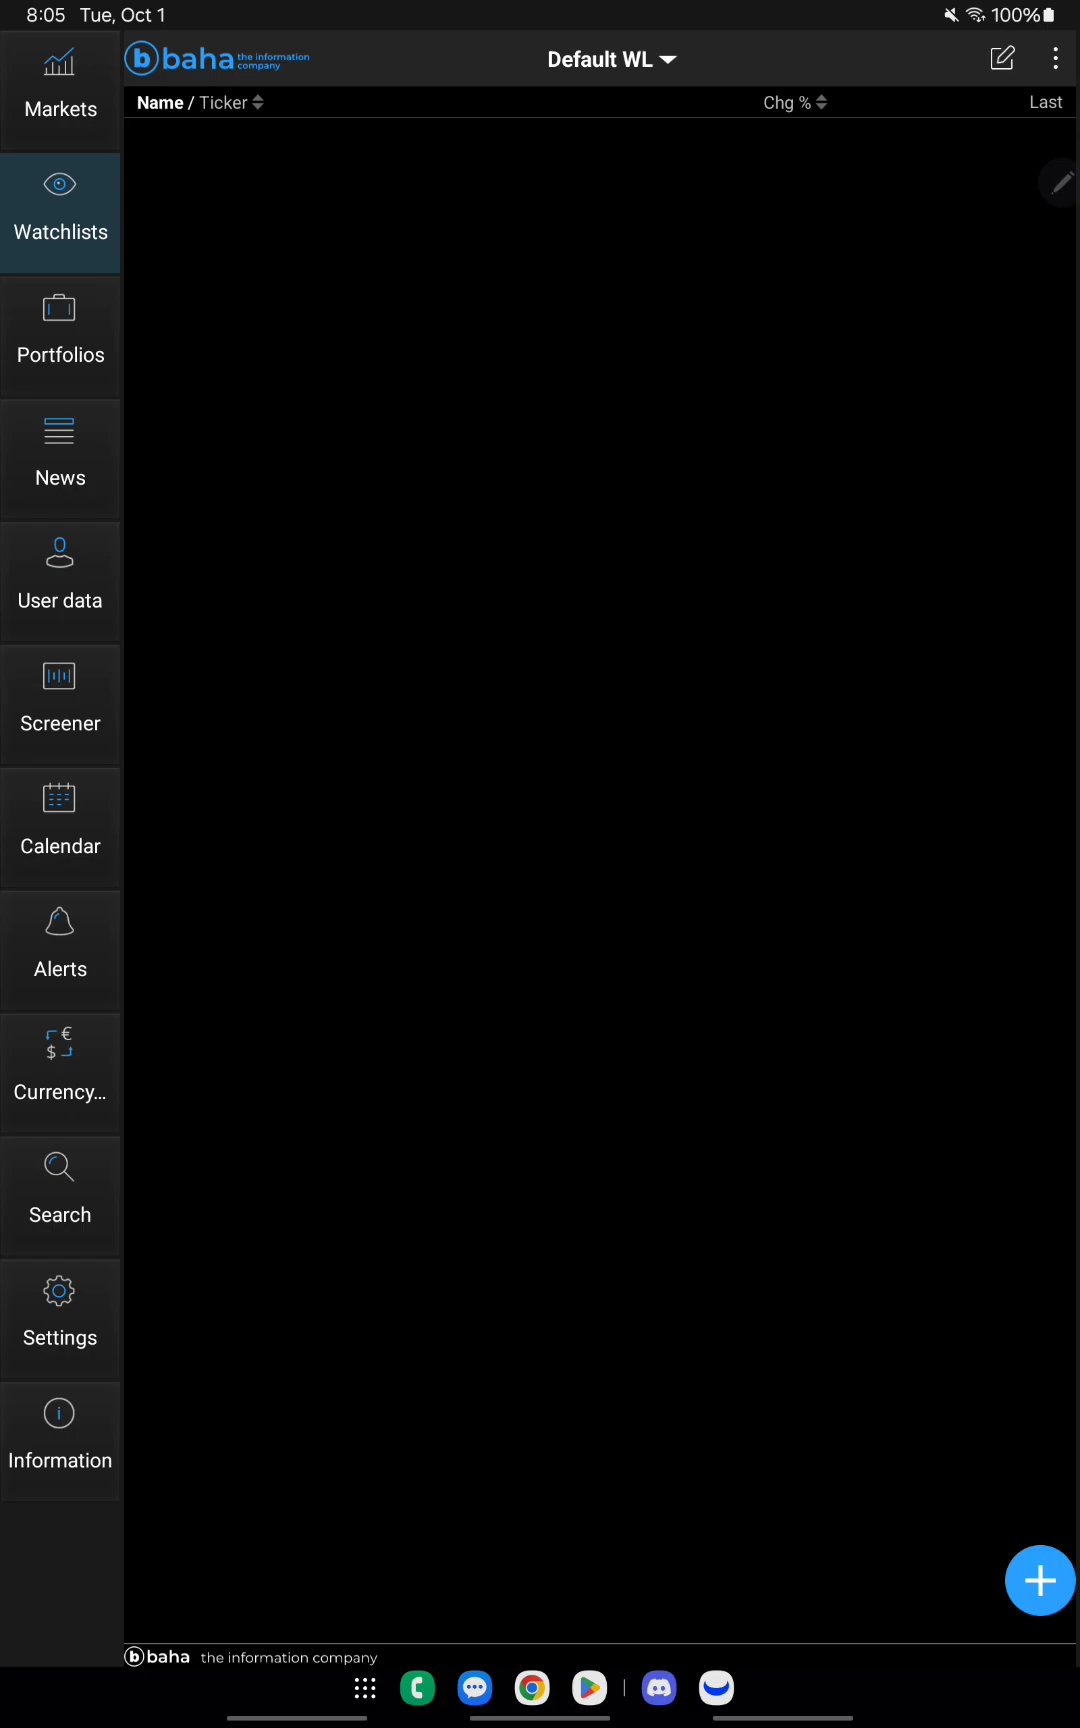 8:05 Tue, Oct 1 100%
Markets
baha the information company
Default WL
Name / Ticker Chg % Last
Watchlists
Portfolios
News
User data
Screener
Calendar
Alerts
€
$
Currency...
Search
Settings
Information
baha the information company